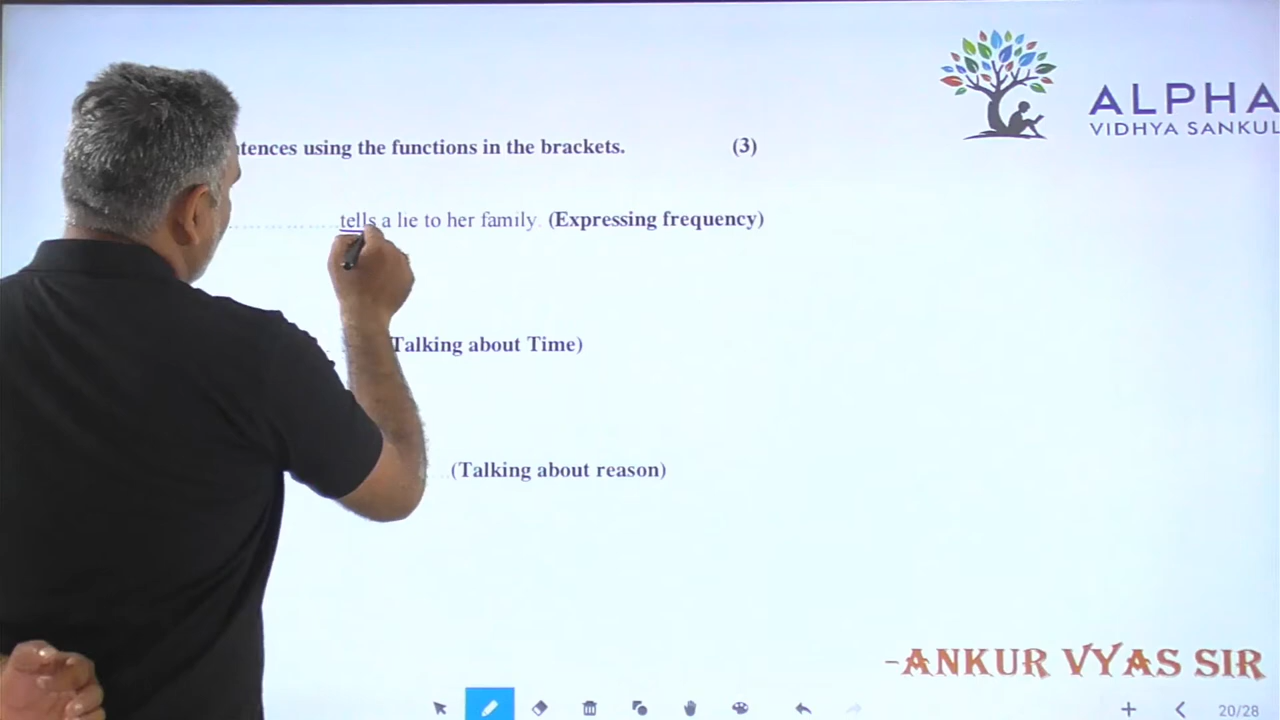 ALPHA
VIDHYA SANKUL
using the functions in the brackets. (3)
tells a lie to her family. (Expressing frequency)
Talking about Time)
(Talking about reason)
-ANKUR VYAS SIR
20/28